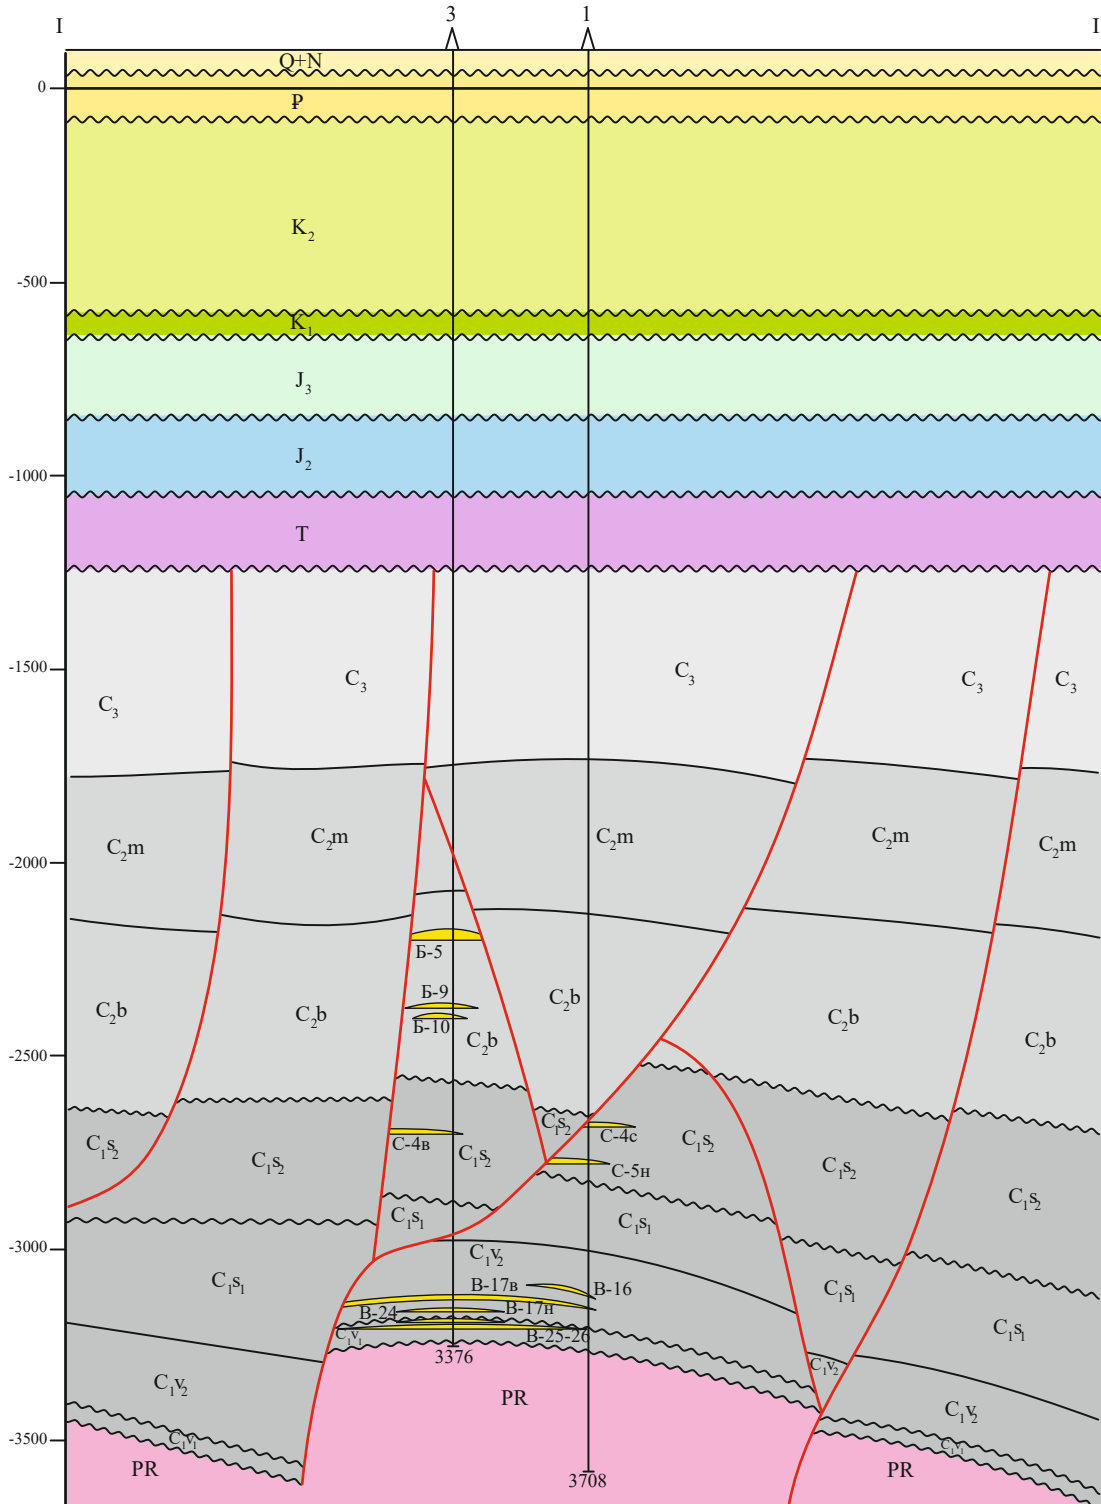 I 3 1 I
Q+N
0
₽
K₂
-500
K₁
J₃
J₂
-1000
T
-1500
C₃ C₃ C₃ C₃ C₃
C₂m C₂m C₂m C₂m C₂m
-2000
Б-5
Б-9
C₂b
Б-10
C₂b C₂b C₂b C₂b C₂b
-2500
C₁s₂ С-4с
C₁s₂ С-4в C₁s₂ C₁s₂
C₁s₂ С-5н C₁s₂
C₁s₂
C₁s₁ C₁s₁
-3000
C₁v₂
C₁s₁ В-17в В-16 C₁s₁
В-24 В-17н
C₁s₁
C₁v₁ В-25-26
3376
C₁v₂ PR C₁v₂
C₁v₂
-3500
C₁v₁ C₁v₁
PR PR
3708